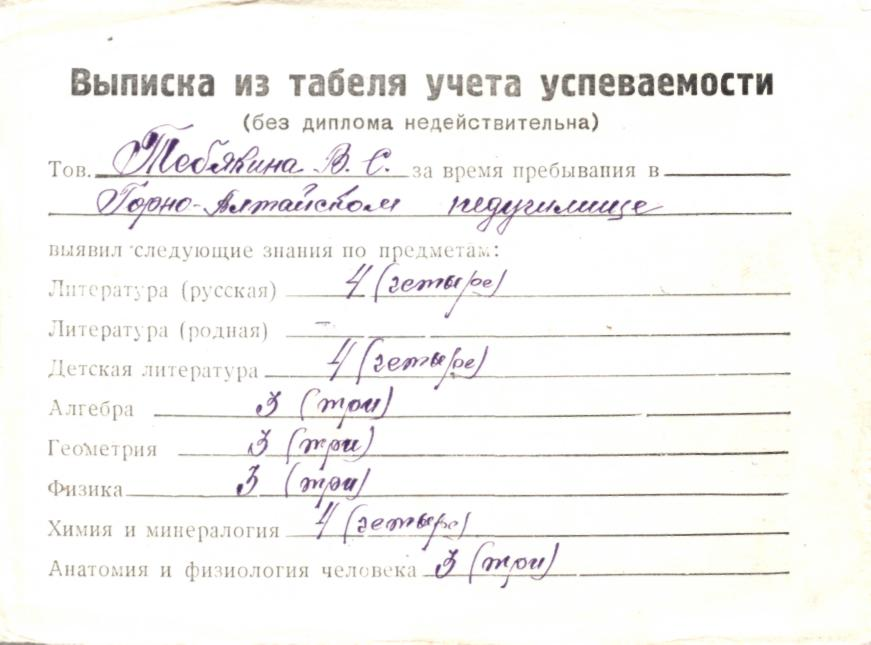 Выписка из табеля учета успеваемости
(без диплома недействительна)
Тов. Тебякина В. С. за время пребывания в
Горно-Алтайском педучилище
выявил следующие знания по предметам:
Литература (русская) 4 (четыре)
Литература (родная) —
Детская литература 4 (четыре)
Алгебра 3 (три)
Геометрия 3 (три)
Физика 3 (три)
Химия и минералогия 4 (четыре)
Анатомия и физиология человека 3 (три)